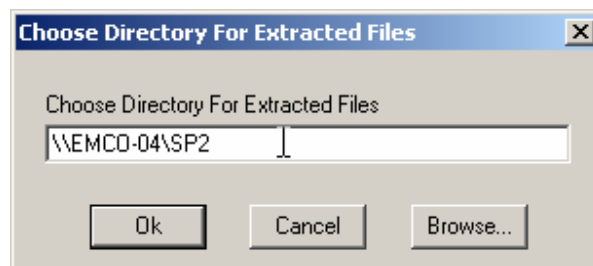 Choose Directory For Extracted Files
Choose Directory For Extracted Files
\\EMCO-04\SP2
Ok Cancel Browse...